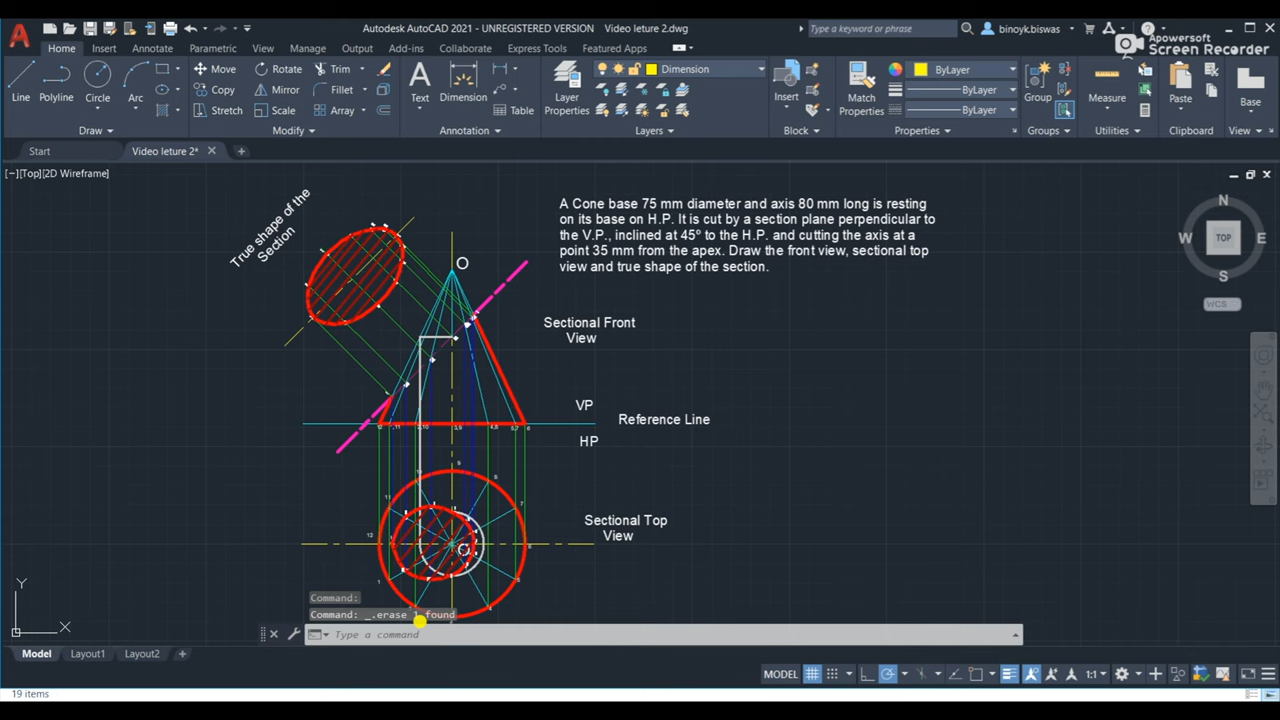 Autodesk AutoCAD 2021 - UNREGISTERED VERSION Video leture 2.dwg
Type a keyword or phrase
binoyk.biswas
Apowersoft
Screen Recorder
Home Insert Annotate Parametric View Manage Output Add-ins Collaborate Express Tools Featured Apps
Line Polyline Circle Arc
Move Rotate Trim
Copy Mirror Fillet
Stretch Scale Array
Text Dimension Table
Layer
Properties
Dimension
Insert
Match
Properties
ByLayer
ByLayer
ByLayer
Group Measure Paste Base
Draw Modify Annotation Layers Block Properties Groups Utilities Clipboard View
Start Video leture 2*
[−][Top][2D Wireframe]
N
W TOP E
S
WCS
True shape of the
Section
A Cone base 75 mm diameter and axis 80 mm long is resting
on its base on H.P. It is cut by a section plane perpendicular to
the V.P., inclined at 45° to the H.P. and cutting the axis at a
point 35 mm from the apex. Draw the front view, sectional top
view and true shape of the section.
O
Sectional Front
View
VP
Reference Line
HP
Sectional Top
View
O
Y
X
Command:
Command: _.erase 1 found
Type a command
Model Layout1 Layout2
MODEL
1:1
19 items